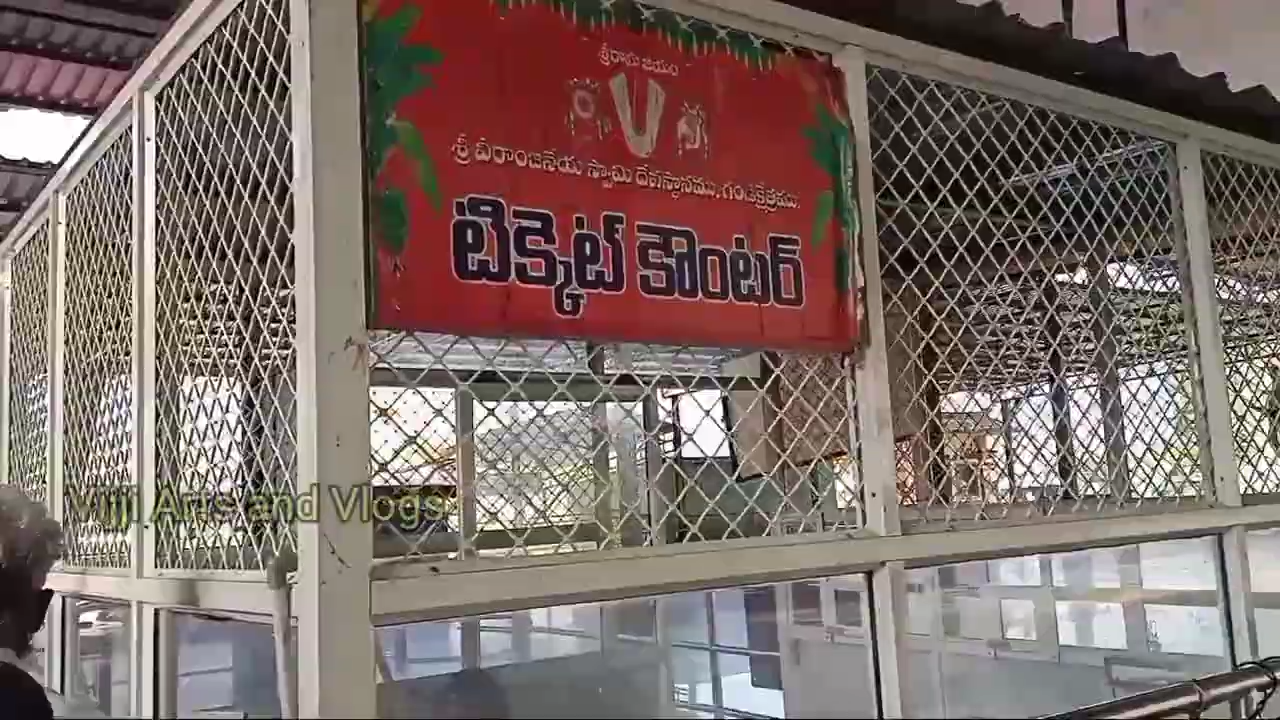 శ్రీరామ జయం
శ్రీ వీరాంజనేయ స్వామి దేవస్థానము, గండిక్షేత్రము.
టిక్కెట్ కౌంటర్
Vijji Arts and Vlogs